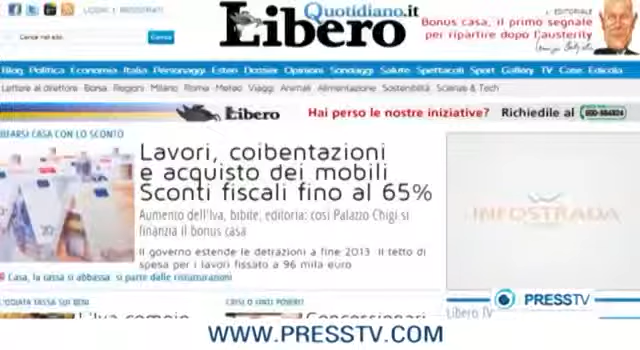 LOGIN | REGISTRATI
Cerca nel sito
Cerca
Libero
Quotidiano.it
L'EDITORIALE
Bonus casa, il primo segnale
per ripartire dopo l'austerity
Blog Politica Economia Italia Personaggi Esteri Dossier Opinioni Sondaggi Salute Spettacoli Sport Gallery TV Case Edicola
Lettere al direttore Borsa Regioni Milano Roma Meteo Viaggi Animali Alimentazione Sostenibilità Scienze & Tech
Libero
Hai perso le nostre iniziative? Richiedile al
RIFARSI CASA CON LO SCONTO
Lavori, coibentazioni
e acquisto dei mobili
Sconti fiscali fino al 65%
Aumento dell'Iva, bibite, editoria: così Palazzo Chigi si
finanzia il bonus casa
Il governo estende le detrazioni a fine 2013. Il tetto di
spesa per i lavori fissato a 96 mila euro
Casa, la tassa si abbassa: si parte dalle ristrutturazioni
INFOSTRADA
PRESSTV
Libero TV
WWW.PRESSTV.COM